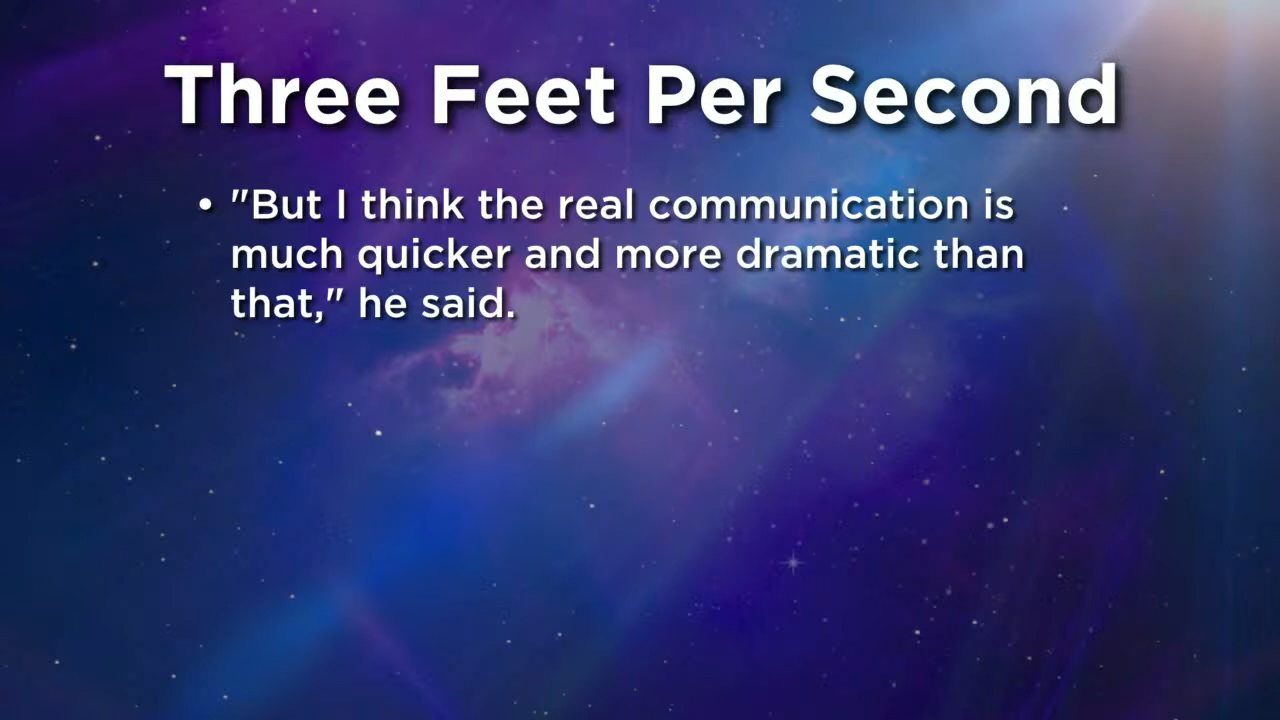 Three Feet Per Second
• "But I think the real communication is
much quicker and more dramatic than
that," he said.